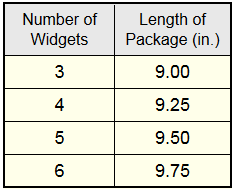 Number of Widgets Length of Package (in.)
3 9.00
4 9.25
5 9.50
6 9.75